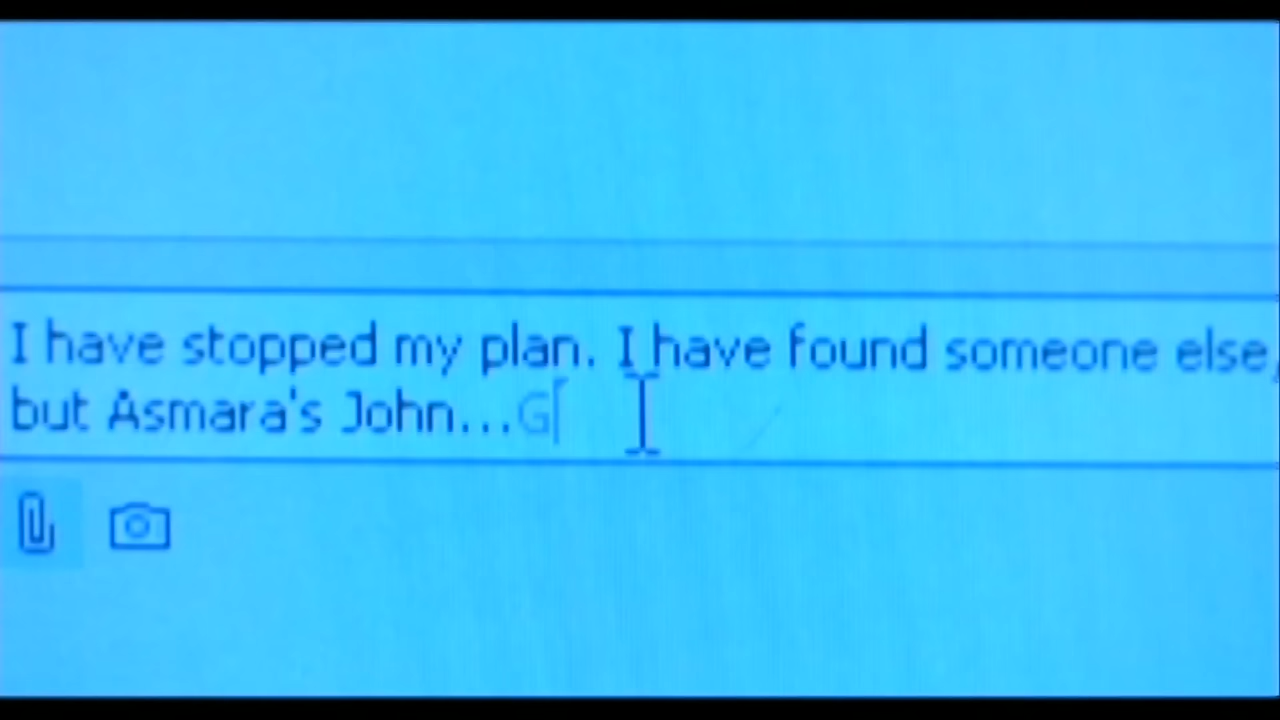 I have stopped my plan. I have found someone else,
but Asmara's John...G